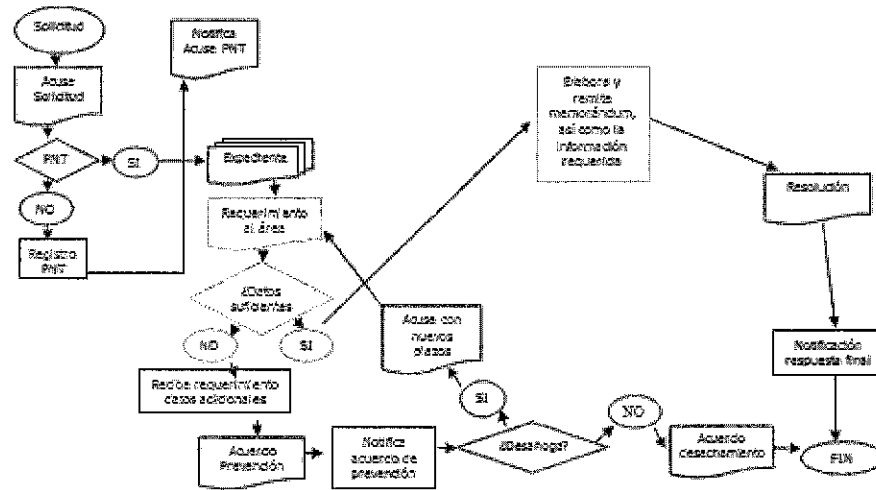 Solicitud
Acuse
Solicitud
PNT
SI
NO
Registro
PNT
Notifica
Acuse PNT
Expediente
Requerimiento
al área
¿Datos
suficientes
NO
SI
Recibe requerimiento
datos adicionales
Acuerdo
Prevención
Notifica
acuerdo de
prevención
¿Desahoga?
SI
Acuse con
nuevos
plazos
NO
Acuerdo
desechamiento
FIN
Elabora y
remite
memorándum,
así como la
información
requerida
Resolución
Notificación
respuesta final